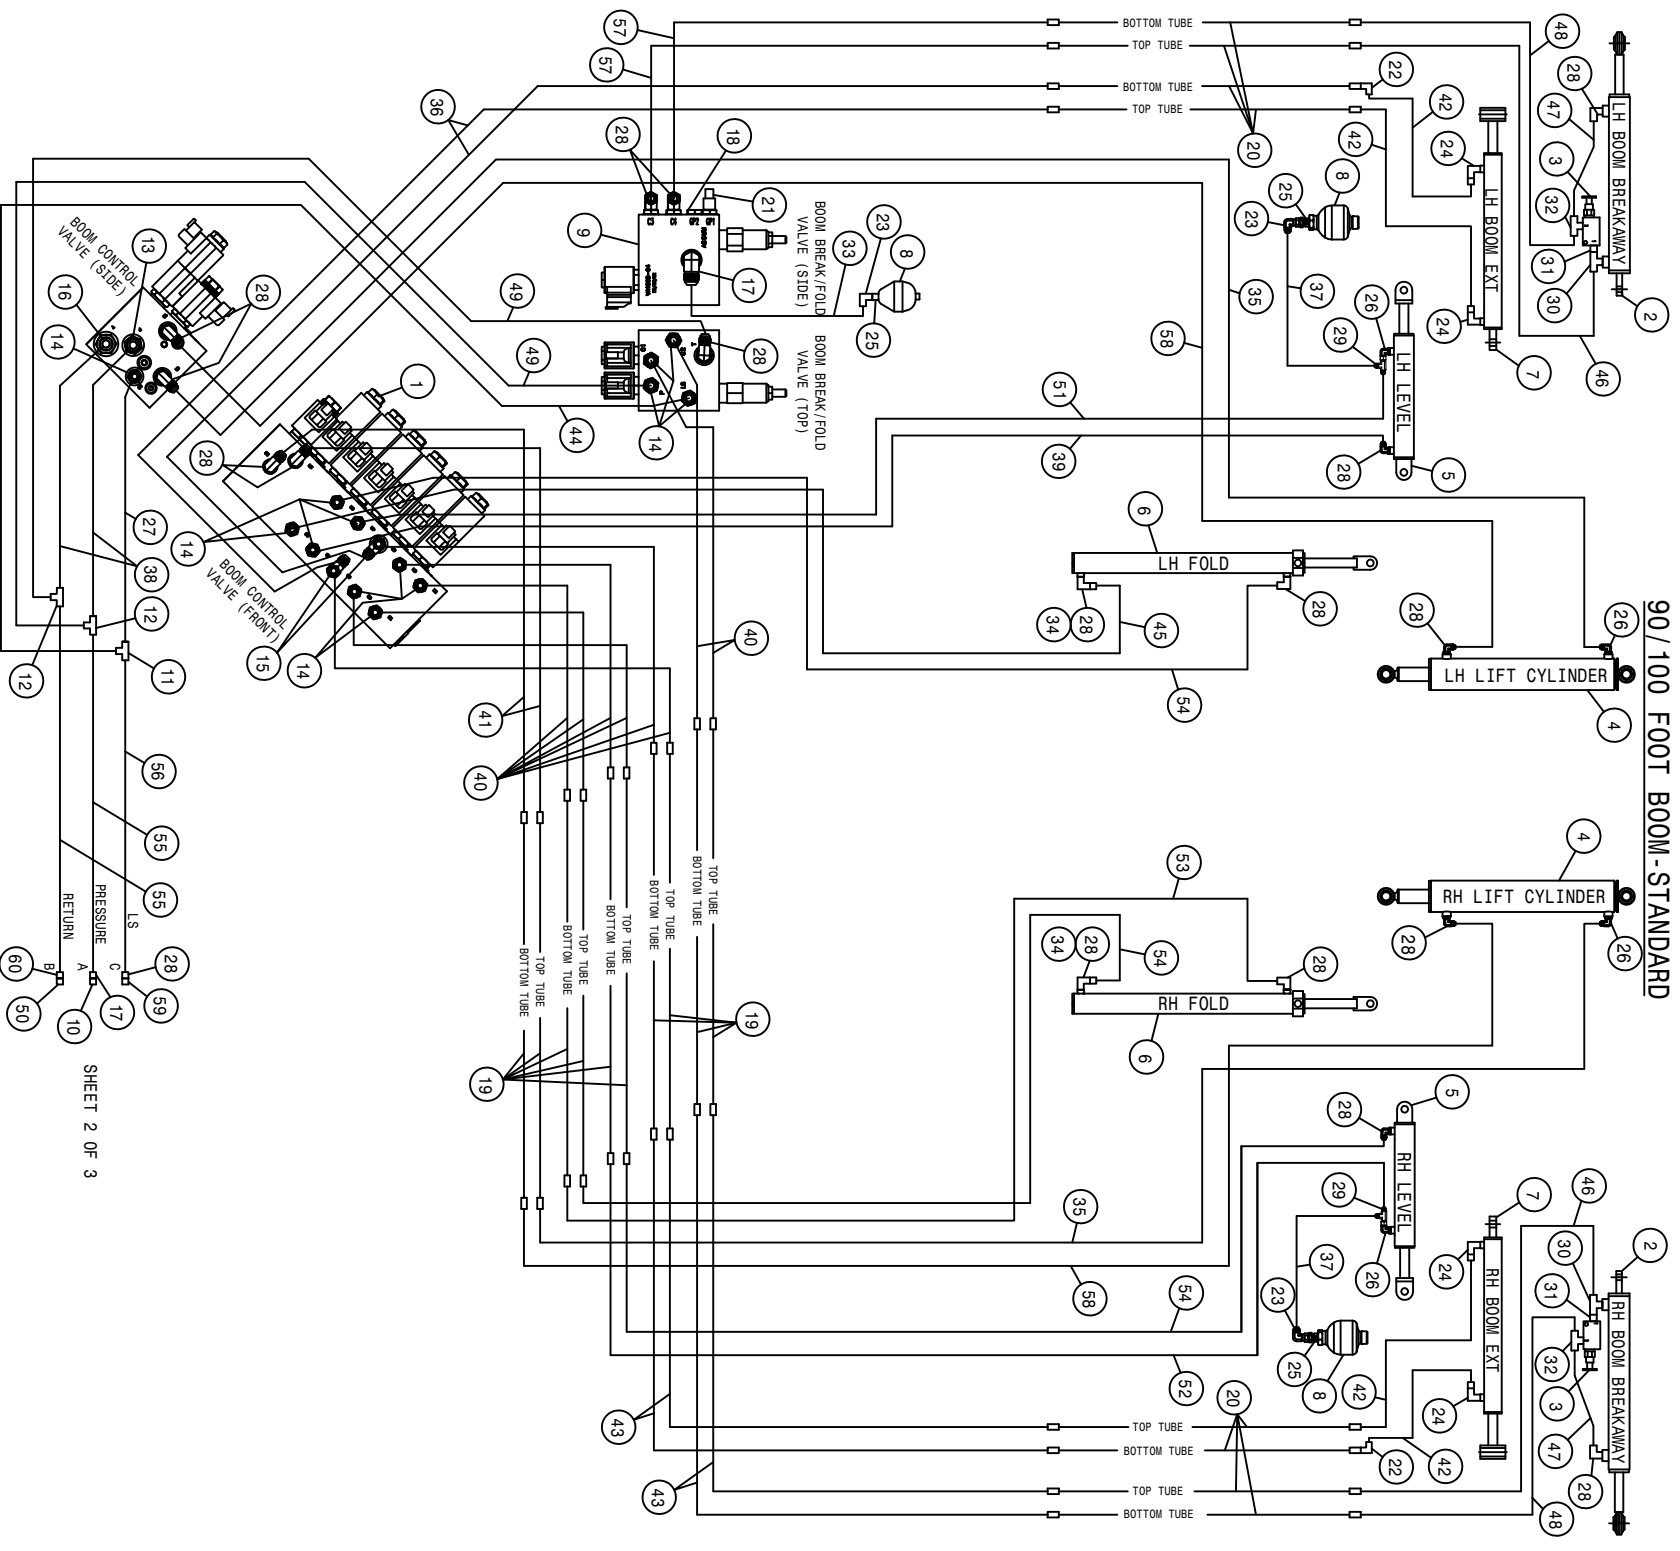 90/100 FOOT BOOM-STANDARD
LH BOOM BREAKAWAY
LH BOOM EXT
LH LEVEL
LH FOLD
LH LIFT CYLINDER
RH LIFT CYLINDER
RH FOLD
RH LEVEL
RH BOOM EXT
RH BOOM BREAKAWAY
BOTTOM TUBE
TOP TUBE
BOTTOM TUBE
TOP TUBE
BOOM BREAK/FOLD
VALVE (SIDE)
BOOM BREAK/FOLD
VALVE (TOP)
BOOM CONTROL
VALVE (SIDE)
BOOM CONTROL
VALVE (FRONT)
TOP TUBE
BOTTOM TUBE
TOP TUBE
BOTTOM TUBE
TOP TUBE
BOTTOM TUBE
TOP TUBE
BOTTOM TUBE
TOP TUBE
BOTTOM TUBE
TOP TUBE
BOTTOM TUBE
TOP TUBE
BOTTOM TUBE
LS
PRESSURE
RETURN
C
A
B
SHEET 2 OF 3
57
57
48
28
47
3
32
31
30
2
22
42
42
24
24
7
46
20
36
28
18
21
9
17
23
33
8
25
8
25
23
37
26
29
28
5
35
58
51
39
49
49
44
28
14
13
16
14
28
1
28
14
15
14
27
38
12
12
11
56
55
55
28
59
17
10
60
50
6
28
28
34
45
54
28
26
4
4
26
28
53
54
28
34
28
6
40
41
40
19
19
5
28
29
26
37
23
25
8
35
58
54
52
43
43
20
42
42
22
24
24
7
46
30
31
32
3
47
28
48
2
C3
C4
GP2
GP1